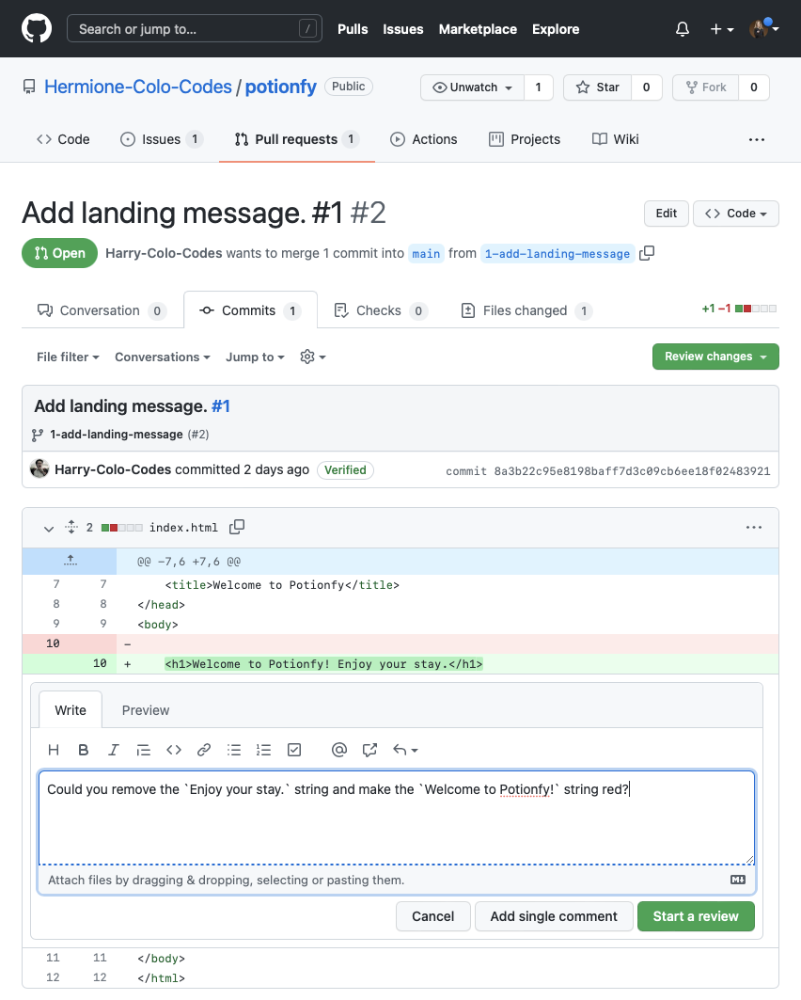 Search or jump to... /
Pulls Issues Marketplace Explore
Hermione-Colo-Codes / potionfy Public
Unwatch 1 Star 0 Fork 0
Code Issues 1 Pull requests 1 Actions Projects Wiki
Add landing message. #1 #2
Edit <> Code
Open Harry-Colo-Codes wants to merge 1 commit into main from 1-add-landing-message
Conversation 0 Commits 1 Checks 0 Files changed 1 +1 −1
File filter Conversations Jump to
Review changes
Add landing message. #1
1-add-landing-message (#2)
Harry-Colo-Codes committed 2 days ago Verified commit 8a3b22c95e8198baff7d3c09cb6ee18f02483921
2 index.html
@@ -7,6 +7,6 @@
7 7 <title>Welcome to Potionfy</title>
8 8 </head>
9 9 <body>
10 -
10 + <h1>Welcome to Potionfy! Enjoy your stay.</h1>
Write Preview
H B I
Could you remove the `Enjoy your stay.` string and make the `Welcome to Potionfy!` string red?
Attach files by dragging & dropping, selecting or pasting them.
Cancel Add single comment Start a review
11 11 </body>
12 12 </html>